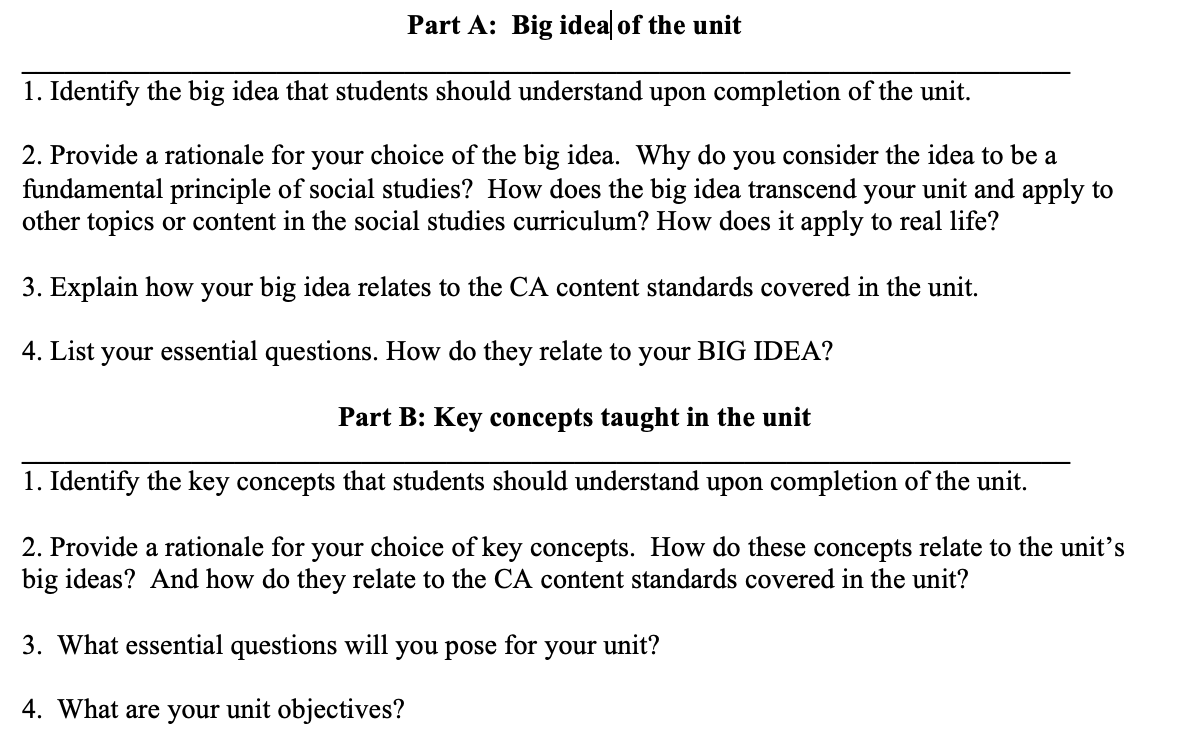 Part A:  Big idea of the unit
1. Identify the big idea that students should understand upon completion of the unit.
2. Provide a rationale for your choice of the big idea.  Why do you consider the idea to be a
fundamental principle of social studies?  How does the big idea transcend your unit and apply to
other topics or content in the social studies curriculum? How does it apply to real life?
3. Explain how your big idea relates to the CA content standards covered in the unit.
4. List your essential questions. How do they relate to your BIG IDEA?
Part B: Key concepts taught in the unit
1. Identify the key concepts that students should understand upon completion of the unit.
2. Provide a rationale for your choice of key concepts.  How do these concepts relate to the unit’s
big ideas?  And how do they relate to the CA content standards covered in the unit?
3.  What essential questions will you pose for your unit?
4.  What are your unit objectives?